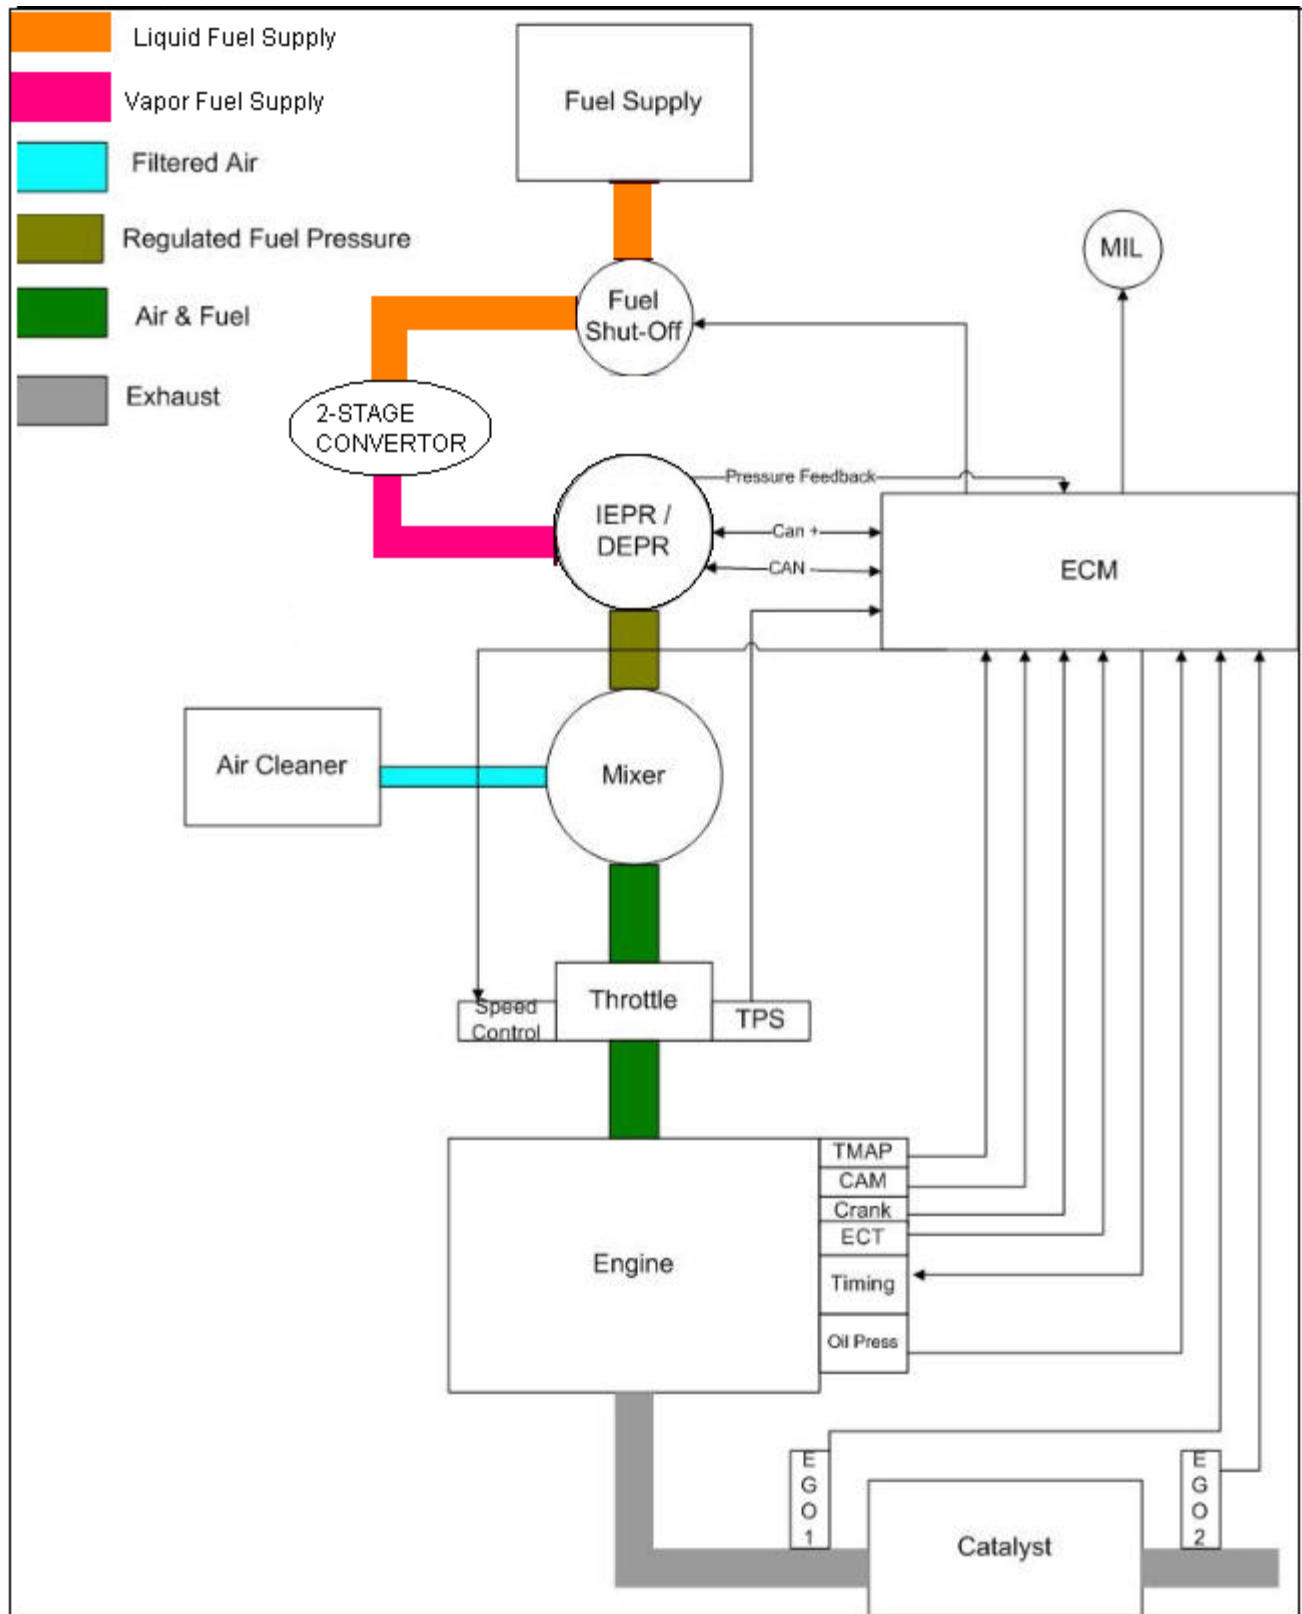 Liquid Fuel Supply
Vapor Fuel Supply
Filtered Air
Regulated Fuel Pressure
Air & Fuel
Exhaust
Fuel Supply
MIL
Fuel
Shut-Off
2-STAGE
CONVERTOR
Pressure Feedback
IEPR /
DEPR
Can +
CAN
ECM
Air Cleaner
Mixer
Throttle
Speed
Control
TPS
TMAP
CAM
Crank
ECT
Engine
Timing
Oil Press
E
G
O
1
E
G
O
2
Catalyst